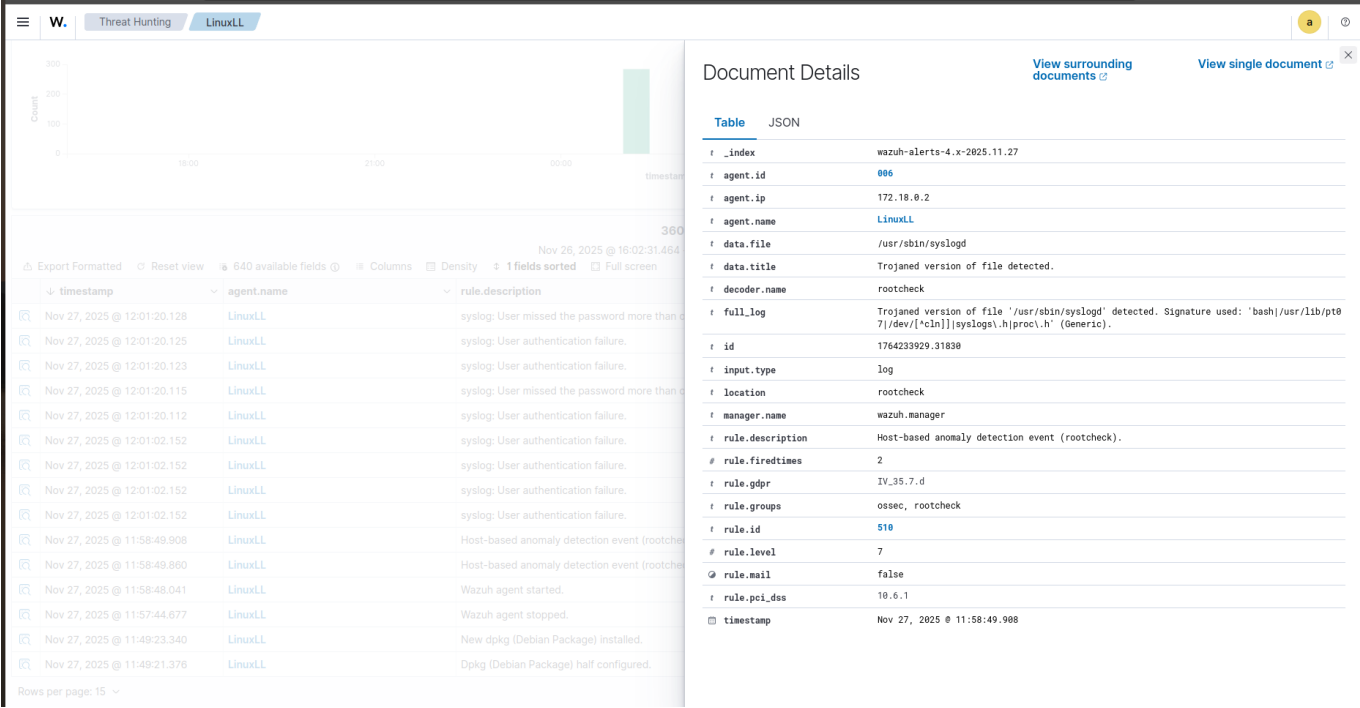 W. Threat Hunting LinuxLL a
300
200
100
0
Count
18:00 21:00 00:00
timestam
360
Nov 26, 2025 @ 16:02:31.464
Export Formatted Reset view 640 available fields Columns Density 1 fields sorted Full screen
timestamp agent.name rule.description
Nov 27, 2025 @ 12:01:20.128 LinuxLL syslog: User missed the password more than o
Nov 27, 2025 @ 12:01:20.125 LinuxLL syslog: User authentication failure.
Nov 27, 2025 @ 12:01:20.123 LinuxLL syslog: User authentication failure.
Nov 27, 2025 @ 12:01:20.115 LinuxLL syslog: User missed the password more than o
Nov 27, 2025 @ 12:01:20.112 LinuxLL syslog: User authentication failure.
Nov 27, 2025 @ 12:01:02.152 LinuxLL syslog: User authentication failure.
Nov 27, 2025 @ 12:01:02.152 LinuxLL syslog: User authentication failure.
Nov 27, 2025 @ 12:01:02.152 LinuxLL syslog: User authentication failure.
Nov 27, 2025 @ 12:01:02.152 LinuxLL syslog: User authentication failure.
Nov 27, 2025 @ 11:58:49.908 LinuxLL Host-based anomaly detection event (rootchec
Nov 27, 2025 @ 11:58:49.860 LinuxLL Host-based anomaly detection event (rootchec
Nov 27, 2025 @ 11:58:48.041 LinuxLL Wazuh agent started.
Nov 27, 2025 @ 11:57:44.677 LinuxLL Wazuh agent stopped.
Nov 27, 2025 @ 11:49:23.340 LinuxLL New dpkg (Debian Package) installed.
Nov 27, 2025 @ 11:49:21.376 LinuxLL Dpkg (Debian Package) half configured.
Rows per page: 15
Document Details
View surrounding
documents
View single document
Table JSON
t _index wazuh-alerts-4.x-2025.11.27
t agent.id 006
t agent.ip 172.18.0.2
t agent.name LinuxLL
t data.file /usr/sbin/syslogd
t data.title Trojaned version of file detected.
t decoder.name rootcheck
t full_log Trojaned version of file '/usr/sbin/syslogd' detected. Signature used: 'bash|/usr/lib/pt0
7|/dev/[^cln]]|syslogs\.h|proc\.h' (Generic).
t id 1764233929.31830
t input.type log
t location rootcheck
t manager.name wazuh.manager
t rule.description Host-based anomaly detection event (rootcheck).
# rule.firedtimes 2
t rule.gdpr IV_35.7.d
t rule.groups ossec, rootcheck
t rule.id 510
# rule.level 7
rule.mail false
t rule.pci_dss 10.6.1
timestamp Nov 27, 2025 @ 11:58:49.908